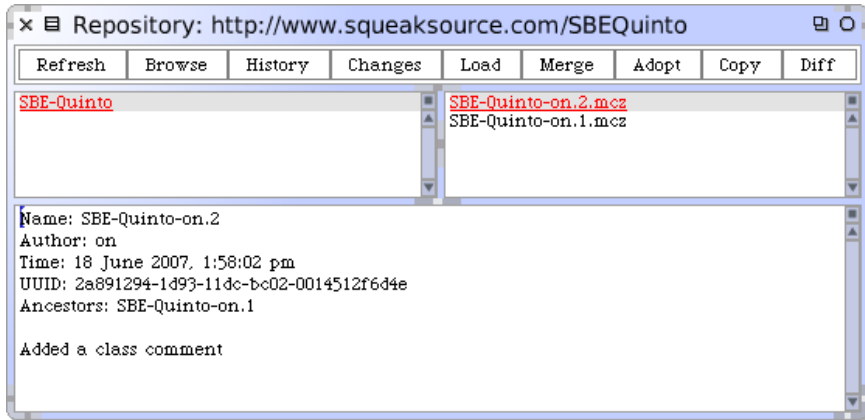 Repository: http://www.squeaksource.com/SBEQuinto
Refresh Browse History Changes Load Merge Adopt Copy Diff
SBE-Quinto
SBE-Quinto-on.2.mcz
SBE-Quinto-on.1.mcz
Name: SBE-Quinto-on.2
Author: on
Time: 18 June 2007, 1:58:02 pm
UUID: 2a891294-1d93-11dc-bc02-0014512f6d4e
Ancestors: SBE-Quinto-on.1
Added a class comment